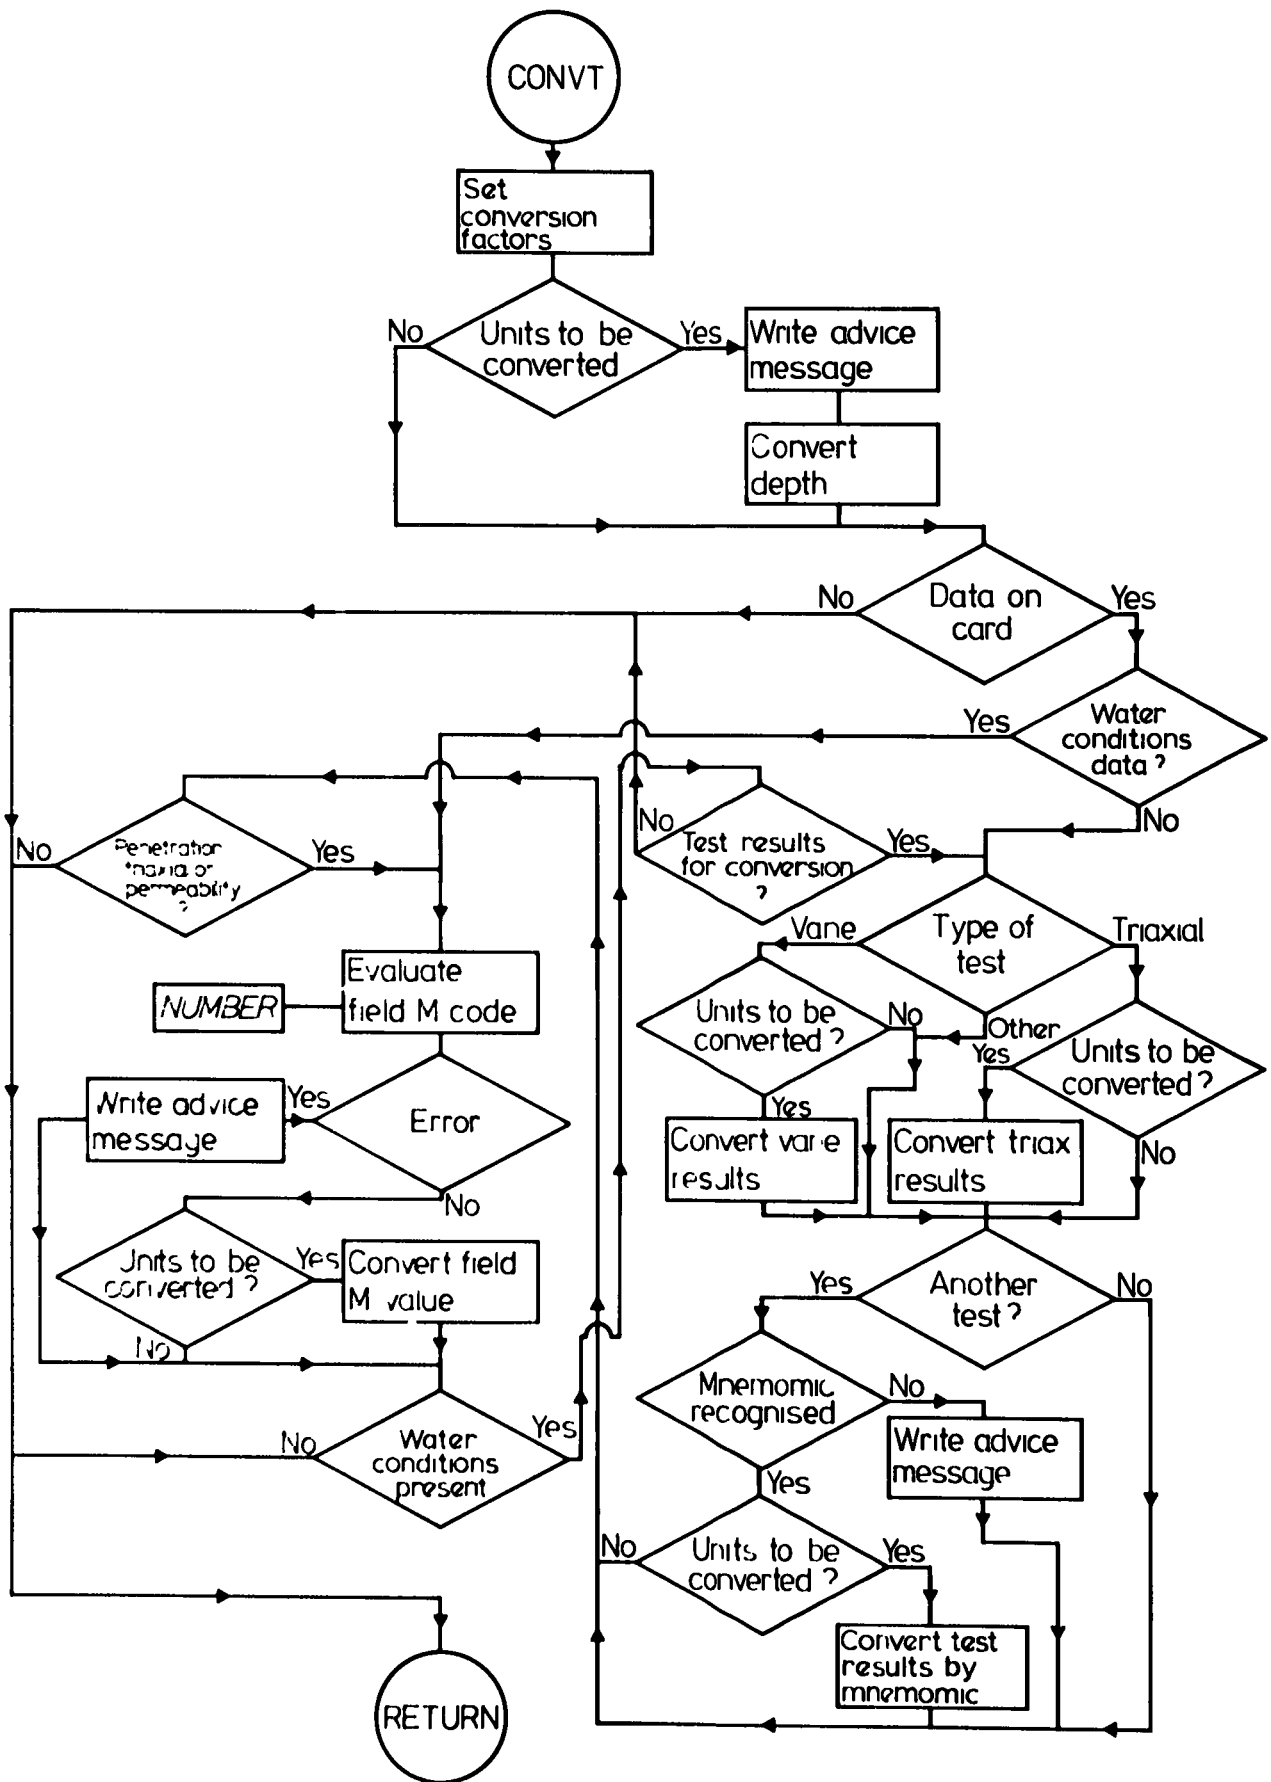 CONVT
Set
conversion
factors
No
Units to be
converted
Yes
Write advice
message
Convert
depth
No
Data on
card
Yes
Yes
Water
conditions
data ?
No
No
Penetration
triaxial or
permeability
?
Yes
No
Test results
for conversion
?
Yes
Vane
Type of
test
Triaxial
Other
Evaluate
field M code
NUMBER
Units to be
converted ?
No
Yes
Yes
Units to be
converted ?
No
Write advice
message
Yes
Error
No
Convert vane
results
Convert triax
results
Units to be
converted ?
Yes
No
Convert field
M value
Yes
Another
test ?
No
Mnemomic
recognised
No
Yes
Write advice
message
No
Water
conditions
present
Yes
No
Units to be
converted ?
Yes
Convert test
results by
mnemomic
RETURN